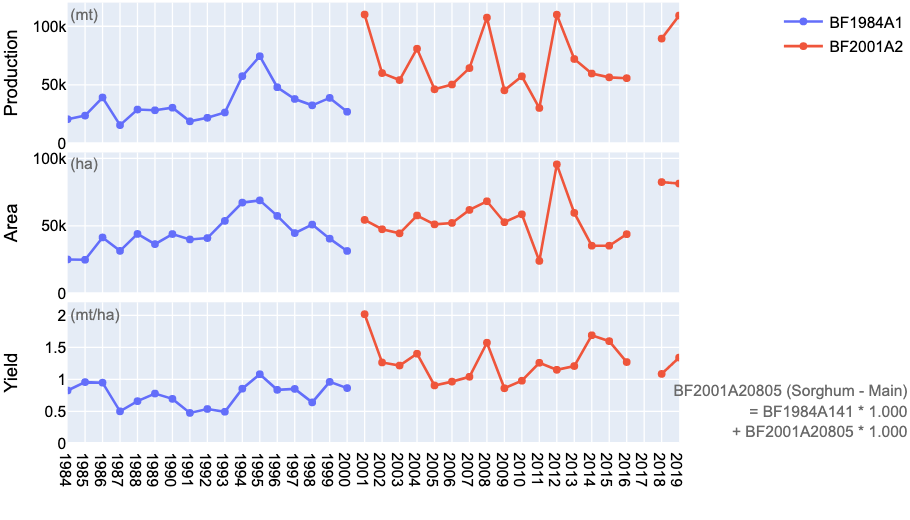 (mt)
100k
50k
0
Production
BF1984A1
BF2001A2
(ha)
100k
50k
0
Area
(mt/ha)
2
1.5
1
0.5
0
Yield
BF2001A20805 (Sorghum - Main)
= BF1984A141 * 1.000
+ BF2001A20805 * 1.000
1984
1985
1986
1987
1988
1989
1990
1991
1992
1993
1994
1995
1996
1997
1998
1999
2000
2001
2002
2003
2004
2005
2006
2007
2008
2009
2010
2011
2012
2013
2014
2015
2016
2017
2018
2019